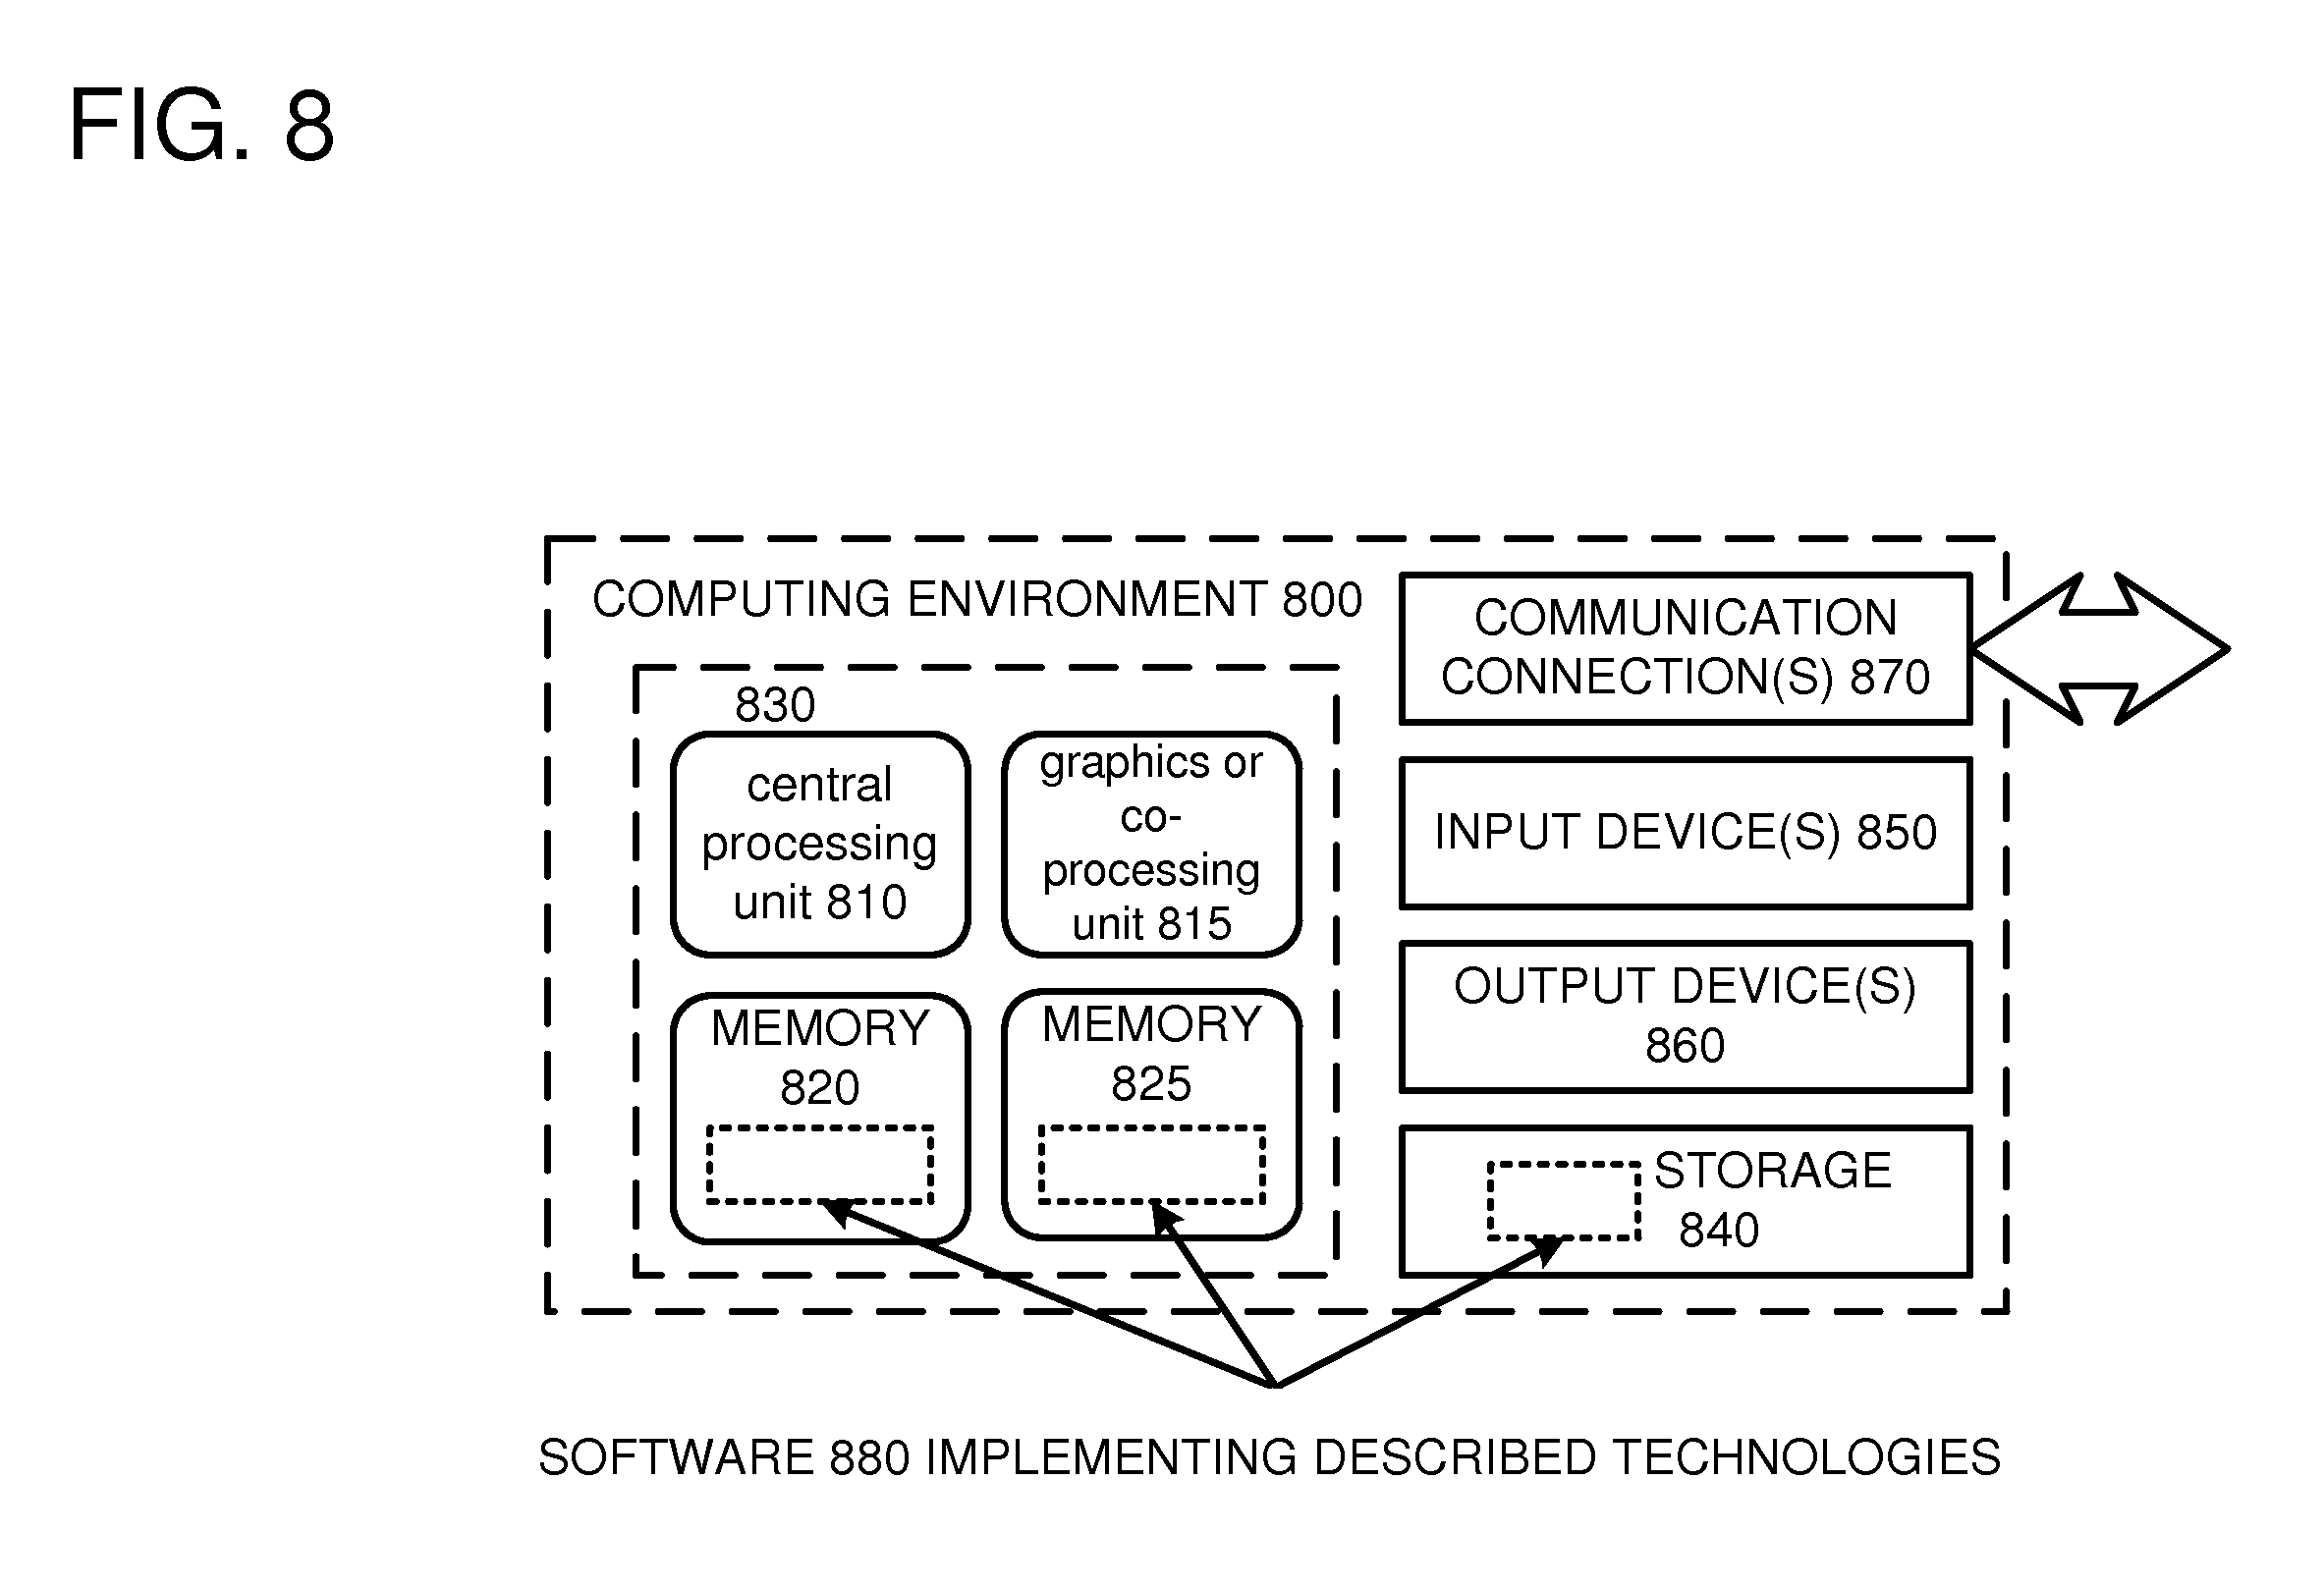 FIG. 8
COMPUTING ENVIRONMENT 800
830
central
processing
unit 810
graphics or
co-
processing
unit 815
MEMORY
820
MEMORY
825
COMMUNICATION
CONNECTION(S) 870
INPUT DEVICE(S) 850
OUTPUT DEVICE(S)
860
STORAGE
840
SOFTWARE 880 IMPLEMENTING DESCRIBED TECHNOLOGIES